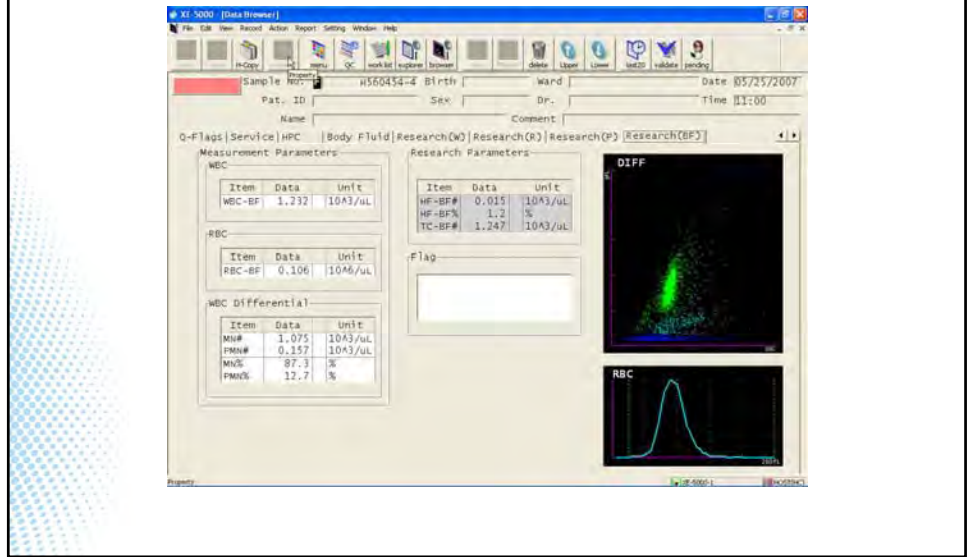 XE-5000 - [Data Browser]
File Edit View Record Action Report Setting Window Help
H-Copy menu QC work list explorer browser delete Upper Lower last20 validate pending
Property
Sample No. H560454-4 Birth Ward Date 05/25/2007
Pat. ID Sex Dr. Time 11:00
Name Comment
Q-Flags Service HPC Body Fluid Research(W) Research(R) Research(P) Research(BF)
Measurement Parameters
WBC
Item Data Unit
WBC-BF 1.232 10^3/uL
RBC
Item Data Unit
RBC-BF 0.106 10^6/uL
WBC Differential
Item Data Unit
MN# 1.075 10^3/uL
PMN# 0.157 10^3/uL
MN% 87.3 %
PMN% 12.7 %
Research Parameters
Item Data Unit
HF-BF# 0.015 10^3/uL
HF-BF% 1.2 %
TC-BF# 1.247 10^3/uL
Flag
DIFF
RBC
Property XE-5000-1